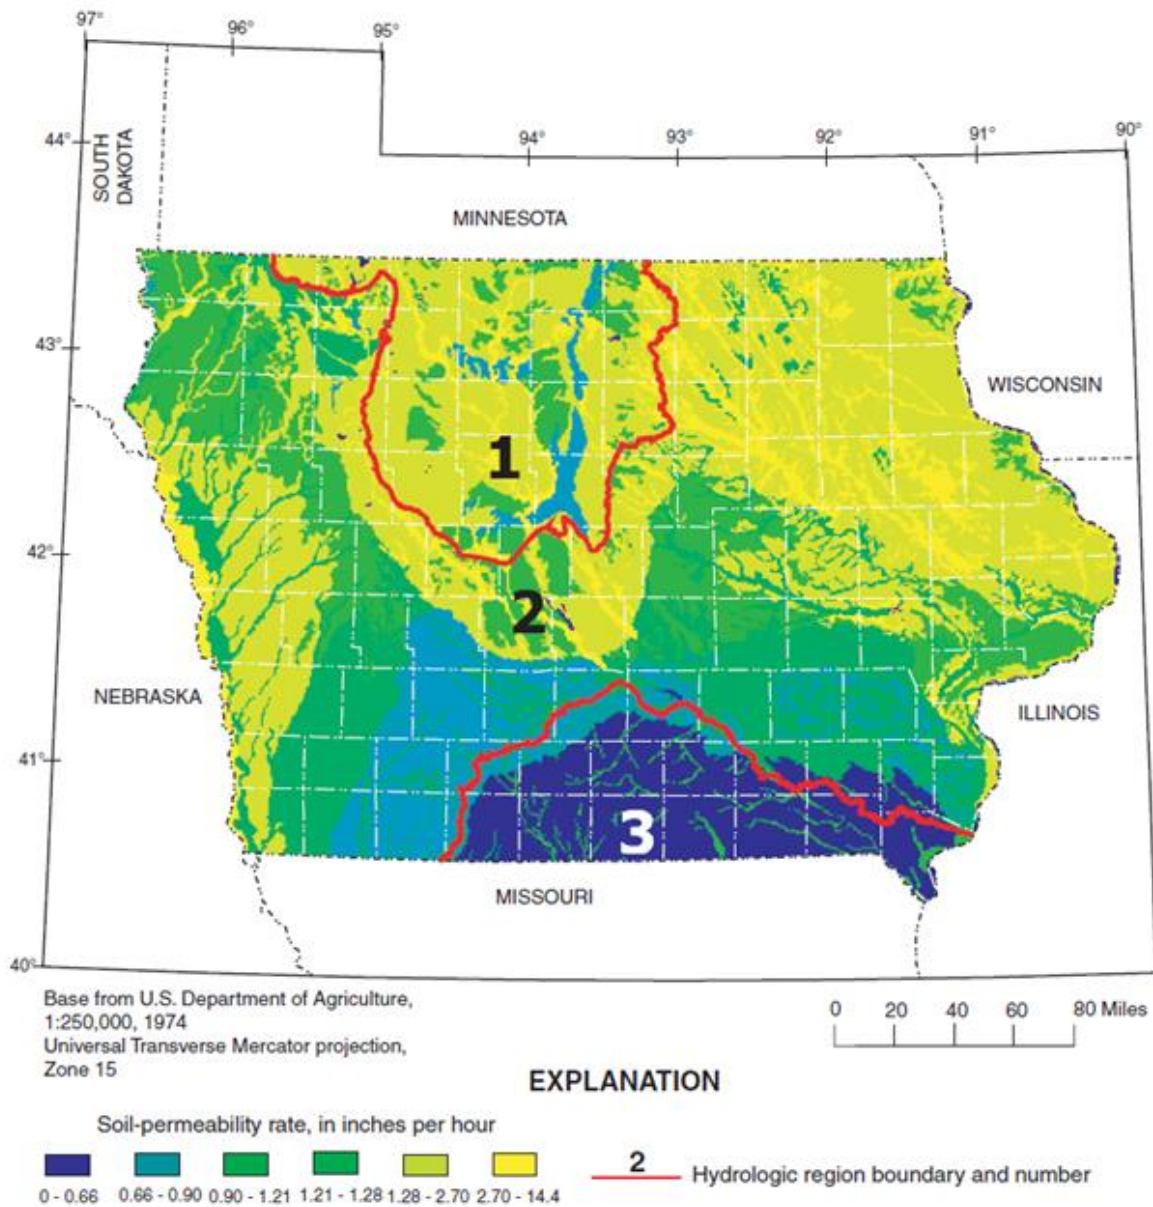 97°
96°
95°
44°
SOUTH
DAKOTA
94°
93°
92°
91°
90°
MINNESOTA
43°
WISCONSIN
1
42°
2
NEBRASKA
ILLINOIS
41°
3
MISSOURI
40°
Base from U.S. Department of Agriculture,
1:250,000, 1974
Universal Transverse Mercator projection,
Zone 15
0 20 40 60 80 Miles
EXPLANATION
Soil-permeability rate, in inches per hour
0 - 0.66 0.66 - 0.90 0.90 - 1.21 1.21 - 1.28 1.28 - 2.70 2.70 - 14.4
2
Hydrologic region boundary and number